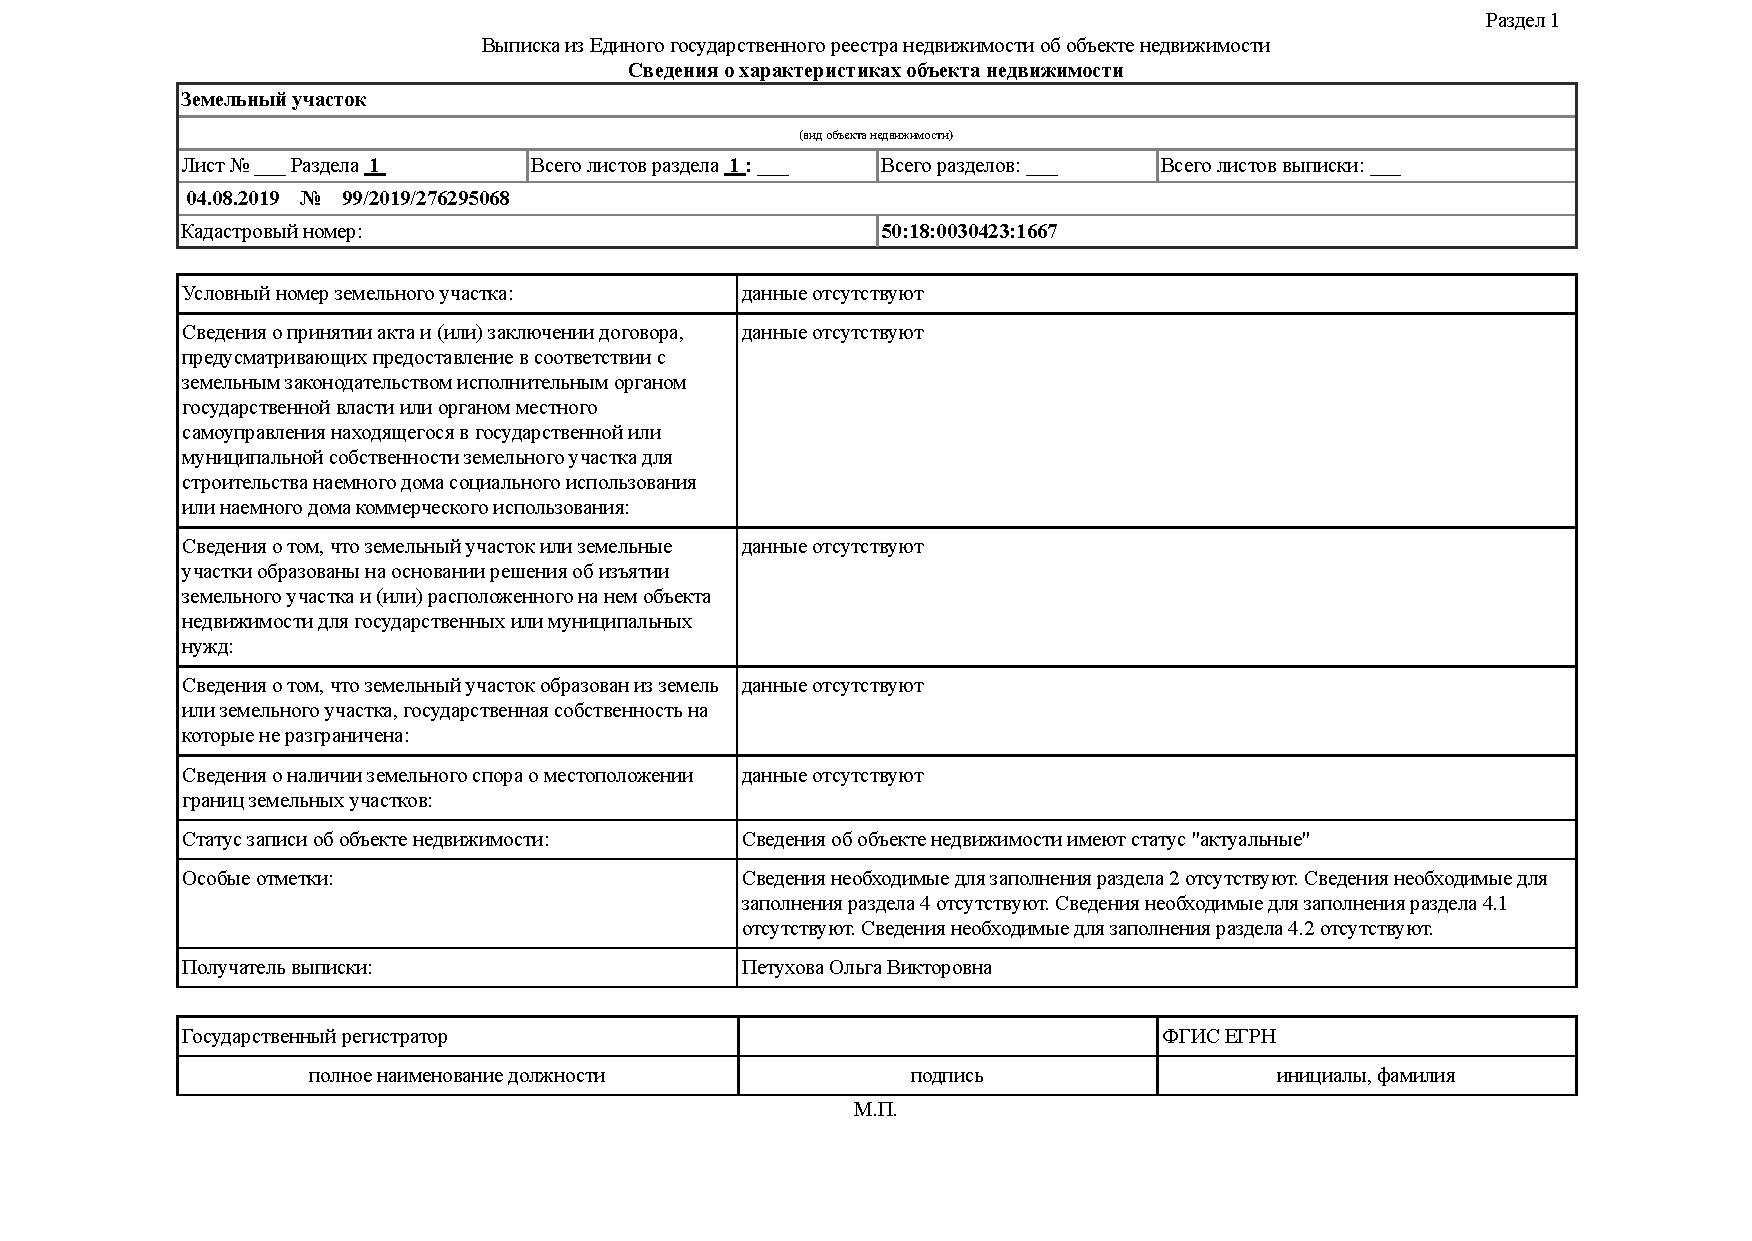 Раздел 1
Выписка из Единого государственного реестра недвижимости об объекте недвижимости
Сведения о характеристиках объекта недвижимости
Земельный участок
(вид объекта недвижимости)
Лист № ___ Раздела 1 Всего листов раздела 1 : ___ Всего разделов: ___ Всего листов выписки: ___
04.08.2019 № 99/2019/276295068
Кадастровый номер: 50:18:0030423:1667
Условный номер земельного участка: данные отсутствуют
Сведения о принятии акта и (или) заключении договора, данные отсутствуют
предусматривающих предоставление в соответствии с
земельным законодательством исполнительным органом
государственной власти или органом местного
самоуправления находящегося в государственной или
муниципальной собственности земельного участка для
строительства наемного дома социального использования
или наемного дома коммерческого использования:
Сведения о том, что земельный участок или земельные данные отсутствуют
участки образованы на основании решения об изъятии
земельного участка и (или) расположенного на нем объекта
недвижимости для государственных или муниципальных
нужд:
Сведения о том, что земельный участок образован из земель данные отсутствуют
или земельного участка, государственная собственность на
которые не разграничена:
Сведения о наличии земельного спора о местоположении данные отсутствуют
границ земельных участков:
Статус записи об объекте недвижимости: Сведения об объекте недвижимости имеют статус "актуальные"
Особые отметки: Сведения необходимые для заполнения раздела 2 отсутствуют. Сведения необходимые для
заполнения раздела 4 отсутствуют. Сведения необходимые для заполнения раздела 4.1
отсутствуют. Сведения необходимые для заполнения раздела 4.2 отсутствуют.
Получатель выписки: Петухова Ольга Викторовна
Государственный регистратор ФГИС ЕГРН
полное наименование должности подпись инициалы, фамилия
М.П.